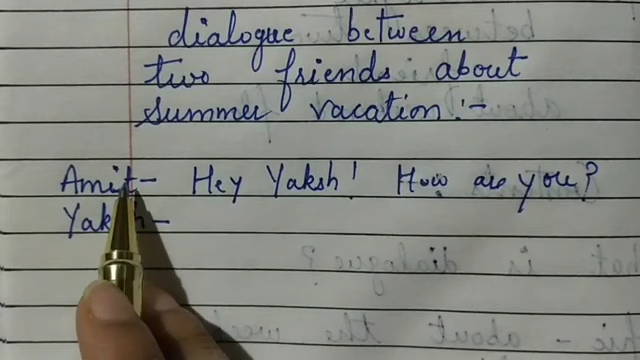 dialogue between
two friends about
summer vacation :-
Amit- Hey Yaksh! How are you?
Yaksh-